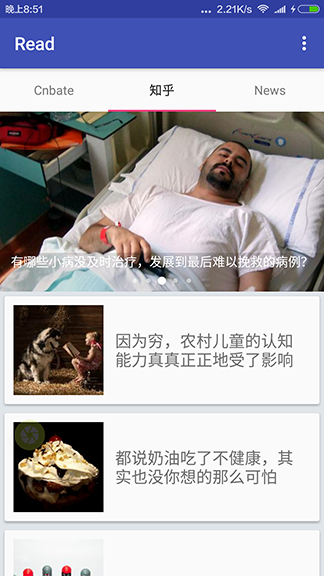 晚上8:51
... 2.21K/s
Read
Cnbate 知乎 News
有哪些小病没及时治疗，发展到最后难以挽救的病例？
因为穷，农村儿童的认知
能力真真正正地受了影响
都说奶油吃了不健康，其
实也没你想的那么可怕